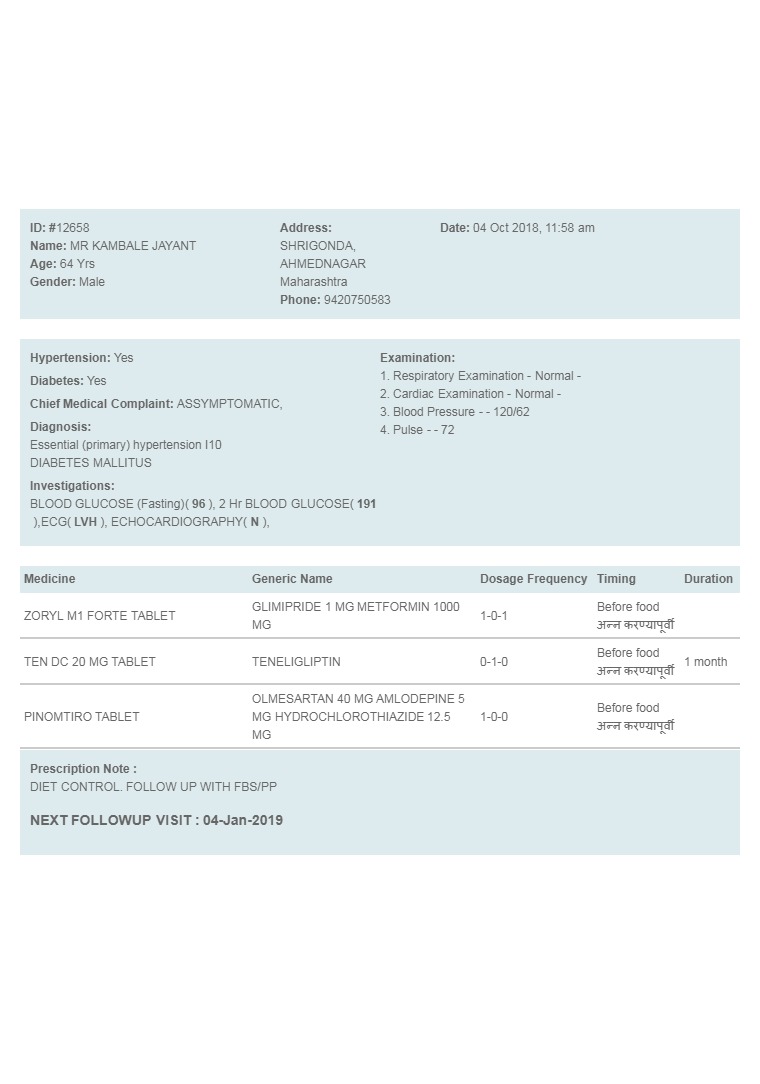 ID: #12658
Name: MR KAMBALE JAYANT
Age: 64 Yrs
Gender: Male
Address:
SHRIGONDA,
AHMEDNAGAR
Maharashtra
Phone: 9420750583
Date: 04 Oct 2018, 11:58 am
Hypertension: Yes
Diabetes: Yes
Chief Medical Complaint: ASSYMPTOMATIC,
Diagnosis:
Essential (primary) hypertension I10
DIABETES MALLITUS
Investigations:
BLOOD GLUCOSE (Fasting)( 96 ), 2 Hr BLOOD GLUCOSE( 191
),ECG( LVH ), ECHOCARDIOGRAPHY( N ),
Examination:
1. Respiratory Examination - Normal -
2. Cardiac Examination - Normal -
3. Blood Pressure - - 120/62
4. Pulse - - 72
Medicine Generic Name Dosage Frequency Timing Duration
ZORYL M1 FORTE TABLET
GLIMIPRIDE 1 MG METFORMIN 1000
MG
1-0-1
Before food
अन्न करण्यापूर्वी
TEN DC 20 MG TABLET
TENELIGLIPTIN
0-1-0
Before food
अन्न करण्यापूर्वी
1 month
PINOMTIRO TABLET
OLMESARTAN 40 MG AMLODEPINE 5
MG HYDROCHLOROTHIAZIDE 12.5
MG
1-0-0
Before food
अन्न करण्यापूर्वी
Prescription Note :
DIET CONTROL. FOLLOW UP WITH FBS/PP
NEXT FOLLOWUP VISIT : 04-Jan-2019